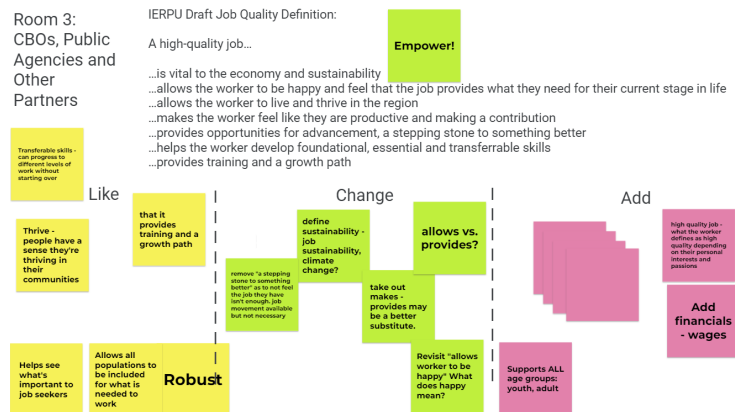 Room 3:
CBOs, Public
Agencies and
Other
Partners
IERPU Draft Job Quality Definition:
A high-quality job…
Empower!
…is vital to the economy and sustainability
…allows the worker to be happy and feel that the job provides what they need for their current stage in life
…allows the worker to live and thrive in the region
…makes the worker feel like they are productive and making a contribution
…provides opportunities for advancement, a stepping stone to something better
…helps the worker develop foundational, essential and transferrable skills
…provides training and a growth path
Transferable skills -
can progress to
different levels of
work without
starting over
Like
that it
provides
training and a
growth path
Thrive -
people have a
sense they're
thriving in
their
communities
Helps see
what's
important to
job seekers
Allows all
populations to
be included
for what is
needed to
work
Robust
Change
define
sustainability -
job
sustainability,
climate
change?
allows vs.
provides?
remove "a stepping
stone to something
better" as to not feel
the job they have
isn't enough. job
movement available
but not necessary
take out
makes -
provides may
be a better
substitute.
Revisit "allows
worker to be
happy" What
does happy
mean?
Add
high quality job -
what the worker
defines as high
quality depending
on their personal
interests and
passions
Add
financials
- wages
Supports ALL
age groups:
youth, adult